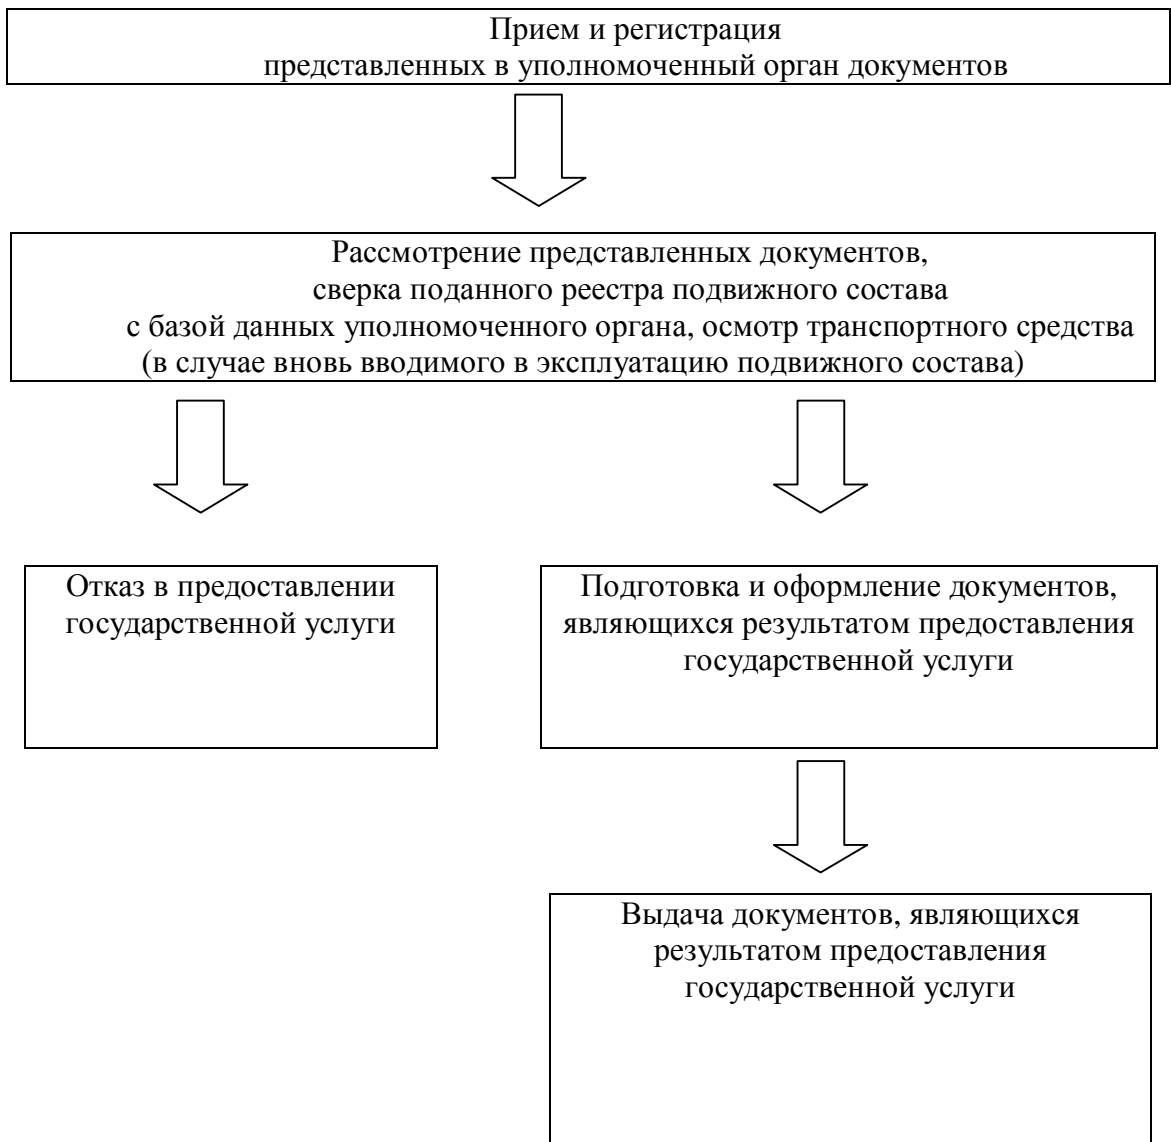 Прием и регистрация
представленных в уполномоченный орган документов
Рассмотрение представленных документов,
сверка поданного реестра подвижного состава
с базой данных уполномоченного органа, осмотр транспортного средства
(в случае вновь вводимого в эксплуатацию подвижного состава)
Отказ в предоставлении
государственной услуги
Подготовка и оформление документов,
являющихся результатом предоставления
государственной услуги
Выдача документов, являющихся
результатом предоставления
государственной услуги